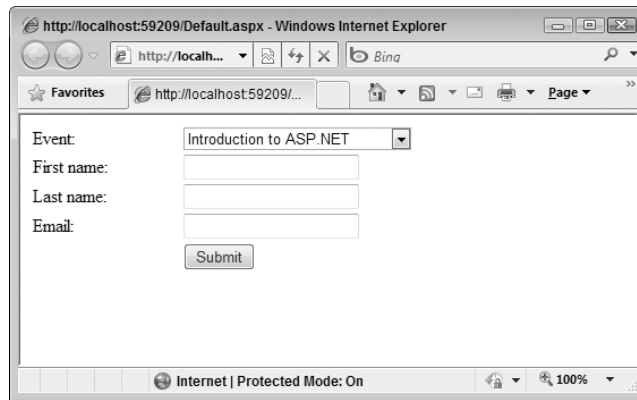 http://localhost:59209/Default.aspx - Windows Internet Explorer
http://localh...
Bing
Favorites
http://localhost:59209/...
Page
Event: Introduction to ASP.NET
First name:
Last name:
Email:
Submit
Internet | Protected Mode: On
100%